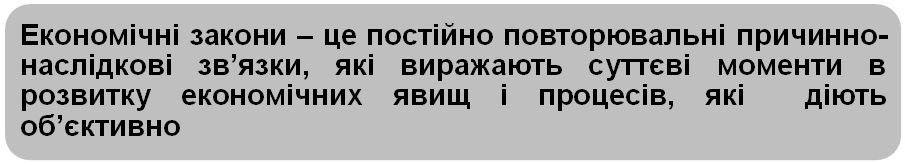 Економічні закони – це постійно повторювальні причинно-
наслідкові зв’язки, які виражають суттєві моменти в
розвитку економічних явищ і процесів, які діють
об’єктивно